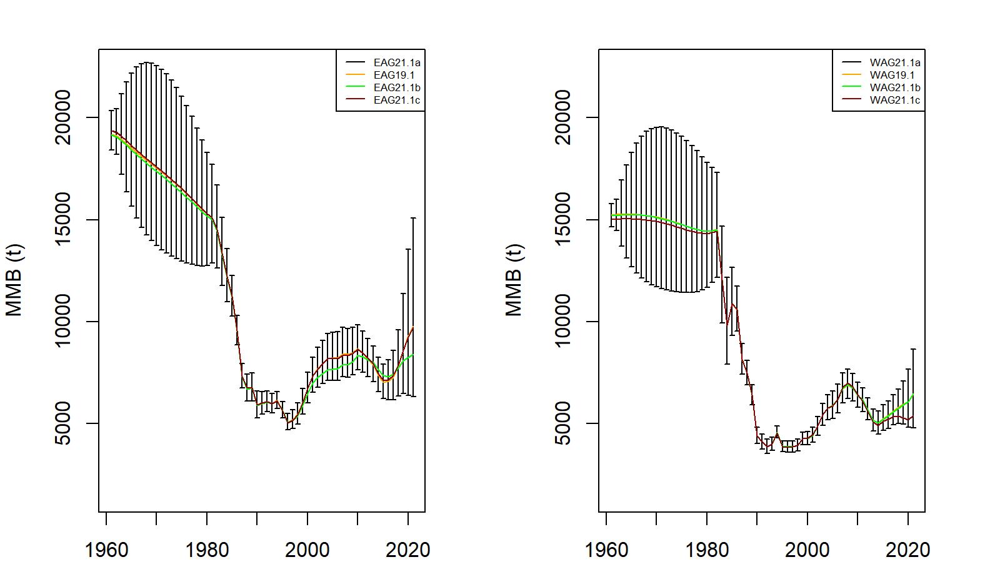 EAG21.1a
EAG19.1
EAG21.1b
EAG21.1c
MMB (t)
20000
15000
10000
5000
1960 1980 2000 2020
WAG21.1a
WAG19.1
WAG21.1b
WAG21.1c
MMB (t)
20000
15000
10000
5000
1960 1980 2000 2020